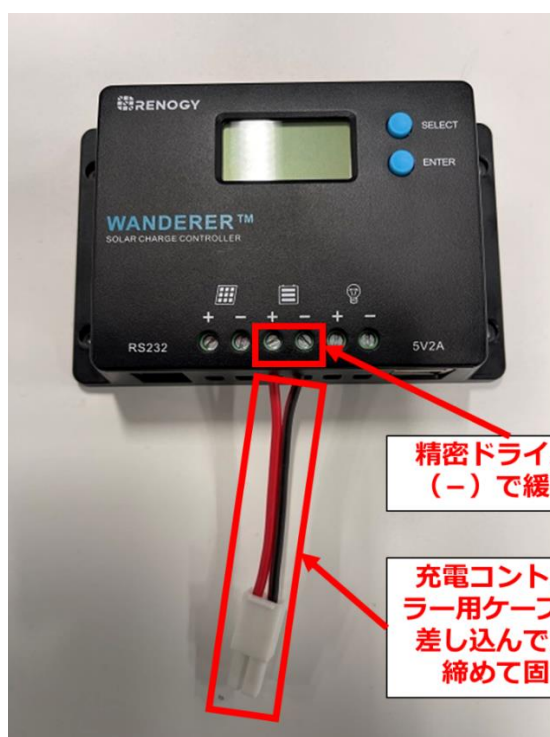 RENOGY
SELECT
ENTER
WANDERER™
SOLAR CHARGE CONTROLLER
+ − + − + −
RS232
5V2A
精密ドライ
（－）で緩
充電コント
ラー用ケーブ
差し込んで
締めて固